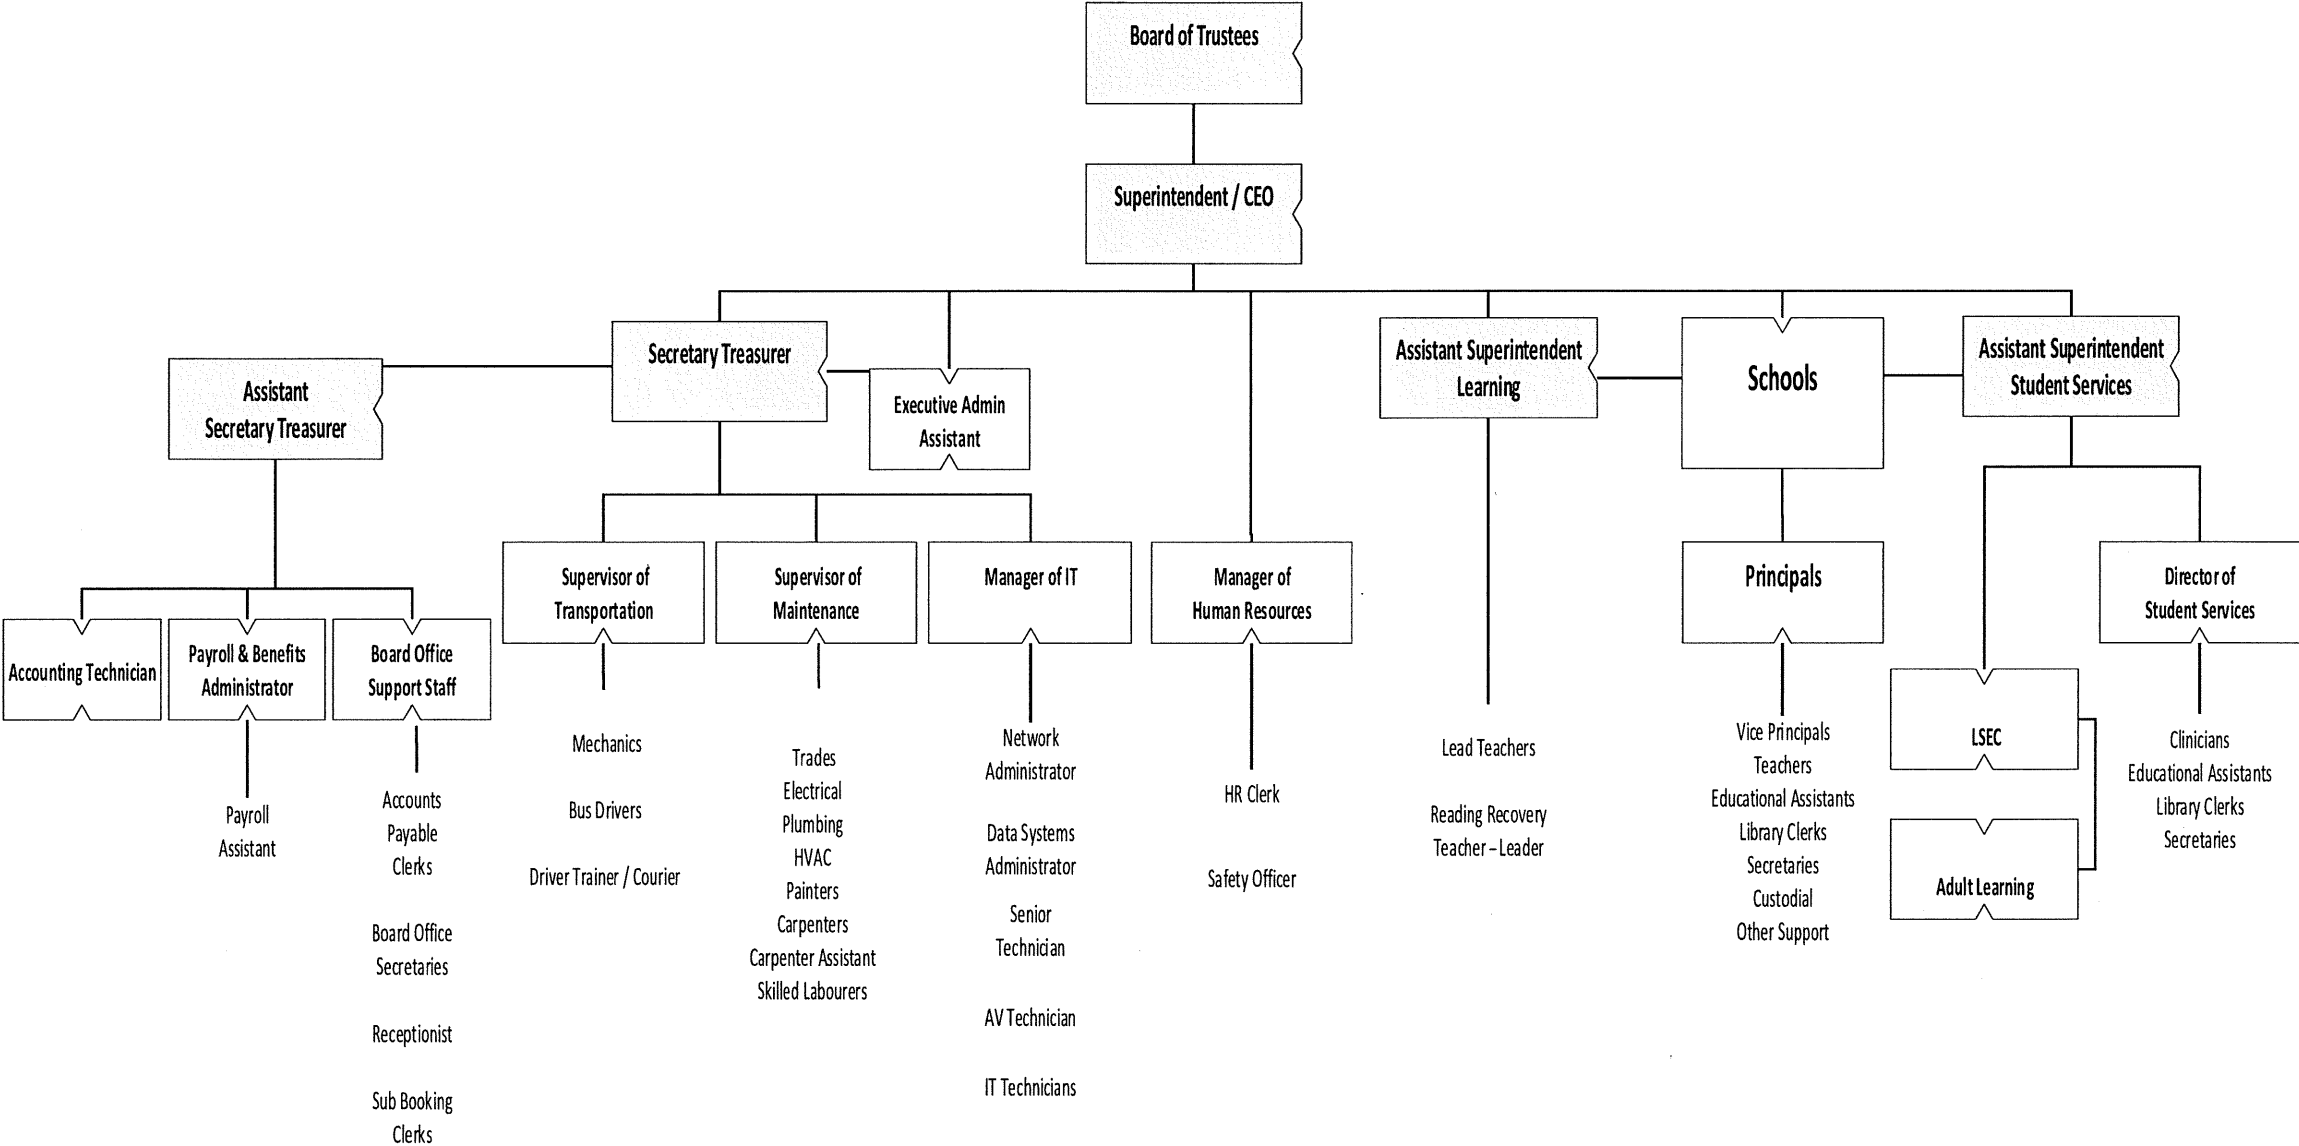 Board of Trustees
Superintendent / CEO
Secretary Treasurer
Assistant Superintendent
Learning
Schools
Assistant Superintendent
Student Services
Assistant
Secretary Treasurer
Executive Admin
Assistant
Supervisor of
Transportation
Supervisor of
Maintenance
Manager of IT
Manager of
Human Resources
Principals
Director of
Student Services
Accounting Technician
Payroll & Benefits
Administrator
Board Office
Support Staff
LSEC
Adult Learning
Payroll
Assistant
Accounts
Payable
Clerks
Board Office
Secretaries
Receptionist
Sub Booking
Clerks
Mechanics
Bus Drivers
Driver Trainer / Courier
Trades
Electrical
Plumbing
HVAC
Painters
Carpenters
Carpenter Assistant
Skilled Labourers
Network
Administrator
Data Systems
Administrator
Senior
Technician
AV Technician
IT Technicians
HR Clerk
Safety Officer
Lead Teachers
Reading Recovery
Teacher – Leader
Vice Principals
Teachers
Educational Assistants
Library Clerks
Secretaries
Custodial
Other Support
Clinicians
Educational Assistants
Library Clerks
Secretaries